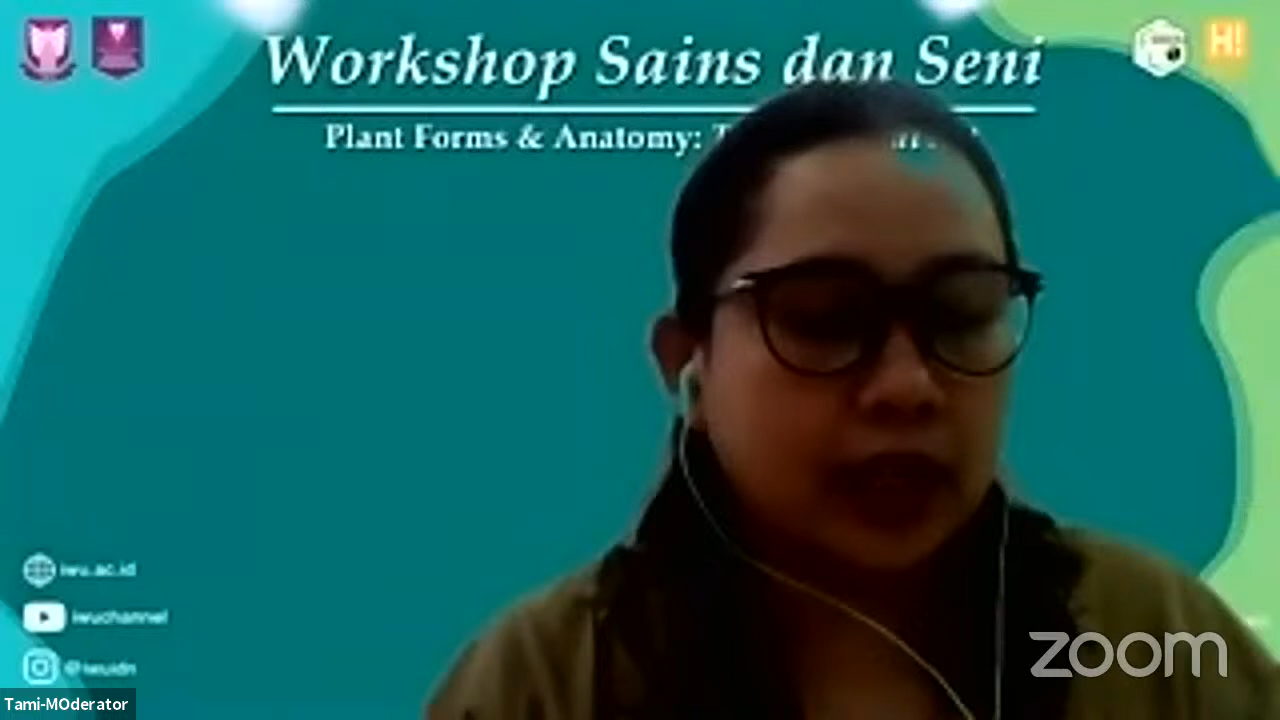 Workshop Sains dan Seni
Plant Forms & Anatomy:
H!
iwu.ac.id
iwuchannel
@iwuidn
zoom
Tami-MOderator